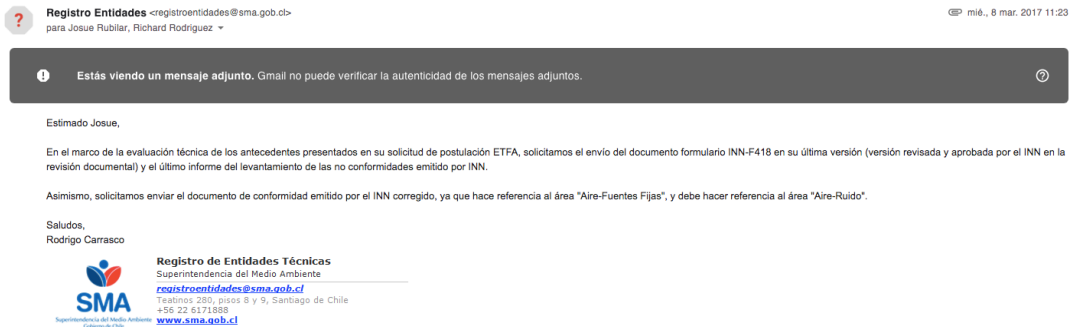 Registro Entidades <registroentidades@sma.gob.cl>
mié., 8 mar. 2017 11:23
para Josue Rubilar, Richard Rodriguez
Estás viendo un mensaje adjunto. Gmail no puede verificar la autenticidad de los mensajes adjuntos.
Estimado Josue,
En el marco de la evaluación técnica de los antecedentes presentados en su solicitud de postulación ETFA, solicitamos el envío del documento formulario INN-F418 en su última versión (versión revisada y aprobada por el INN en la
revisión documental) y el último informe del levantamiento de las no conformidades emitido por INN.
Asimismo, solicitamos enviar el documento de conformidad emitido por el INN corregido, ya que hace referencia al área "Aire-Fuentes Fijas", y debe hacer referencia al área "Aire-Ruido".
Saludos,
Rodrigo Carrasco
Registro de Entidades Técnicas
Superintendencia del Medio Ambiente
registroentidades@sma.gob.cl
Teatinos 280, pisos 8 y 9, Santiago de Chile
+56 22 6171888
www.sma.gob.cl
SMA
Superintendencia del Medio Ambiente
Gobierno de Chile